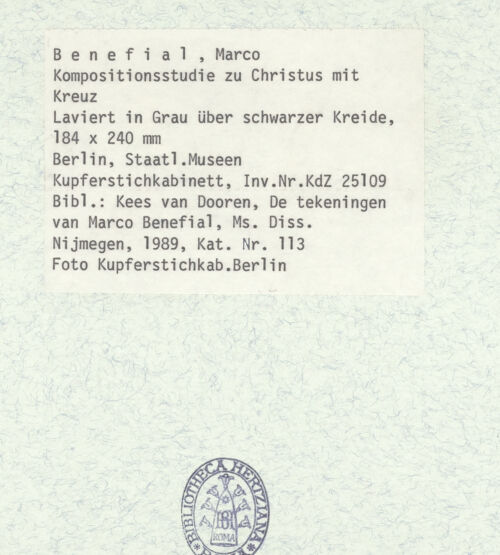 B e n e f i a l , Marco
Kompositionsstudie zu Christus mit
Kreuz
Laviert in Grau über schwarzer Kreide,
184 x 240 mm
Berlin, Staatl.Museen
Kupferstichkabinett, Inv.Nr.KdZ 25109
Bibl.: Kees van Dooren, De tekeningen
van Marco Benefial, Ms. Diss.
Nijmegen, 1989, Kat. Nr. 113
Foto Kupferstichkab.Berlin
BIBLIOTHECA HERTZIANA
ROMA